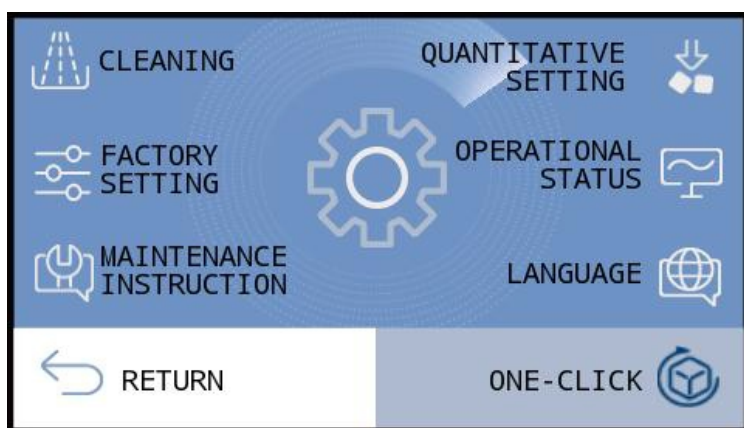 CLEANING
QUANTITATIVE
SETTING
FACTORY
SETTING
OPERATIONAL
STATUS
MAINTENANCE
INSTRUCTION
LANGUAGE
RETURN
ONE-CLICK